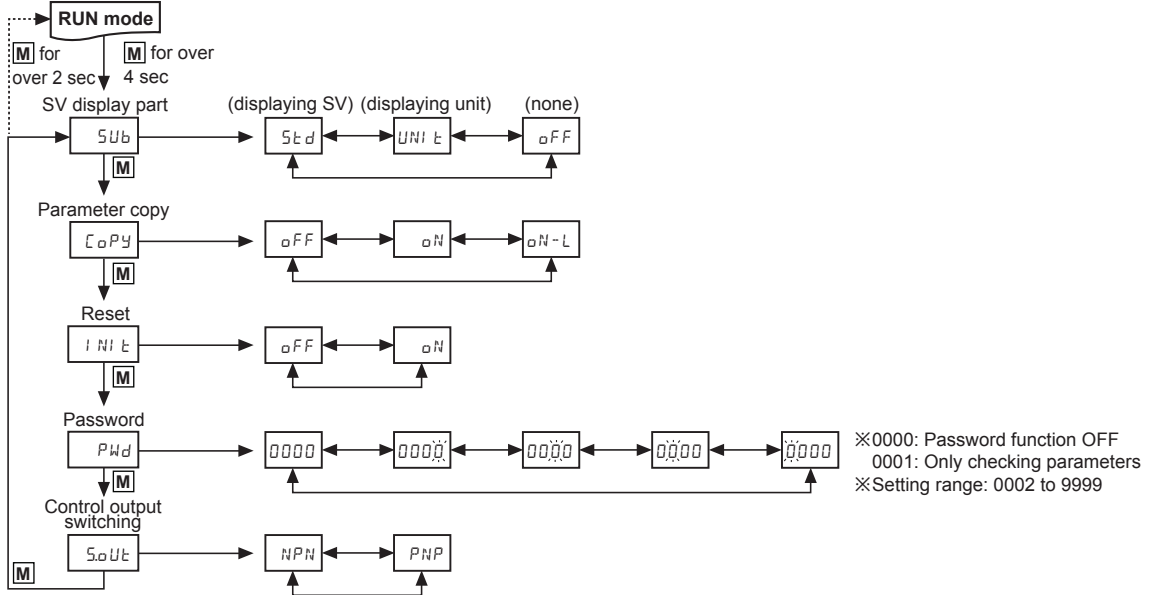 RUN mode
M for over 2 sec
M for over 4 sec
SV display part
(displaying SV) (displaying unit) (none)
SUb
Std
UNIt
oFF
M
Parameter copy
CoPY
oFF
oN
oN-L
M
Reset
INIt
oFF
oN
M
Password
PWd
0000
0000
0000
0000
0000
※0000: Password function OFF
0001: Only checking parameters
※Setting range: 0002 to 9999
M
Control output
switching
S.oUt
NPN
PNP
M